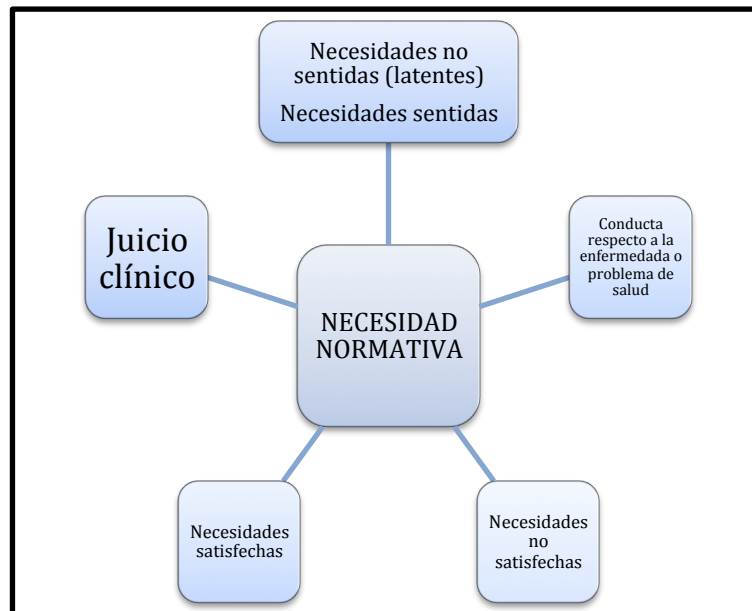 Necesidades no
sentidas (latentes)
Necesidades sentidas
Juicio
clínico
Conducta
respecto a la
enfermedada o
problema de
salud
NECESIDAD
NORMATIVA
Necesidades
satisfechas
Necesidades
no
satisfechas